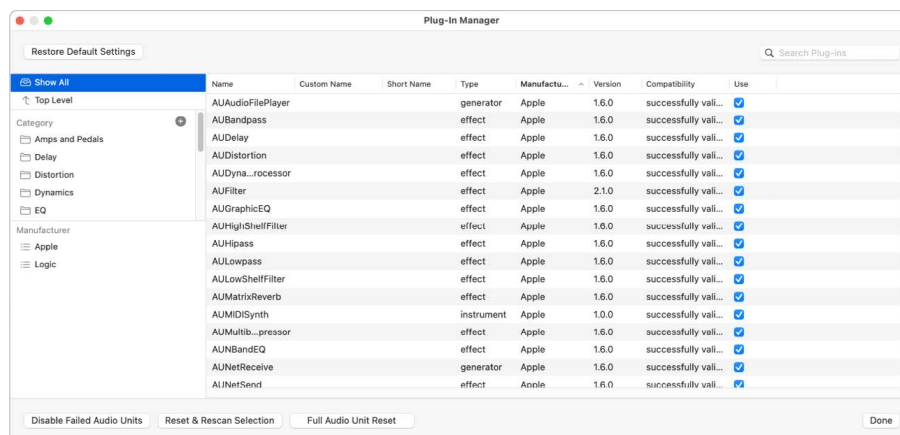 Plug-In Manager
Restore Default Settings
Search Plug-ins
Show All
Top Level
Category
Amps and Pedals
Delay
Distortion
Dynamics
EQ
Manufacturer
Apple
Logic
Name Custom Name Short Name Type Manufactu... Version Compatibility Use
AUAudioFilePlayer generator Apple 1.6.0 successfully vali...
AUBandpass effect Apple 1.6.0 successfully vali...
AUDelay effect Apple 1.6.0 successfully vali...
AUDistortion effect Apple 1.6.0 successfully vali...
AUDyna...rocessor effect Apple 1.6.0 successfully vali...
AUFilter effect Apple 2.1.0 successfully vali...
AUGraphicEQ effect Apple 1.6.0 successfully vali...
AUHighShelfFilter effect Apple 1.6.0 successfully vali...
AUHipass effect Apple 1.6.0 successfully vali...
AULowpass effect Apple 1.6.0 successfully vali...
AULowShelfFilter effect Apple 1.6.0 successfully vali...
AUMatrixReverb effect Apple 1.6.0 successfully vali...
AUMIDISynth instrument Apple 1.0.0 successfully vali...
AUMultib...pressor effect Apple 1.6.0 successfully vali...
AUNBandEQ effect Apple 1.6.0 successfully vali...
AUNetReceive generator Apple 1.6.0 successfully vali...
AUNetSend effect Apple 1.6.0 successfully vali...
Disable Failed Audio Units Reset & Rescan Selection Full Audio Unit Reset Done